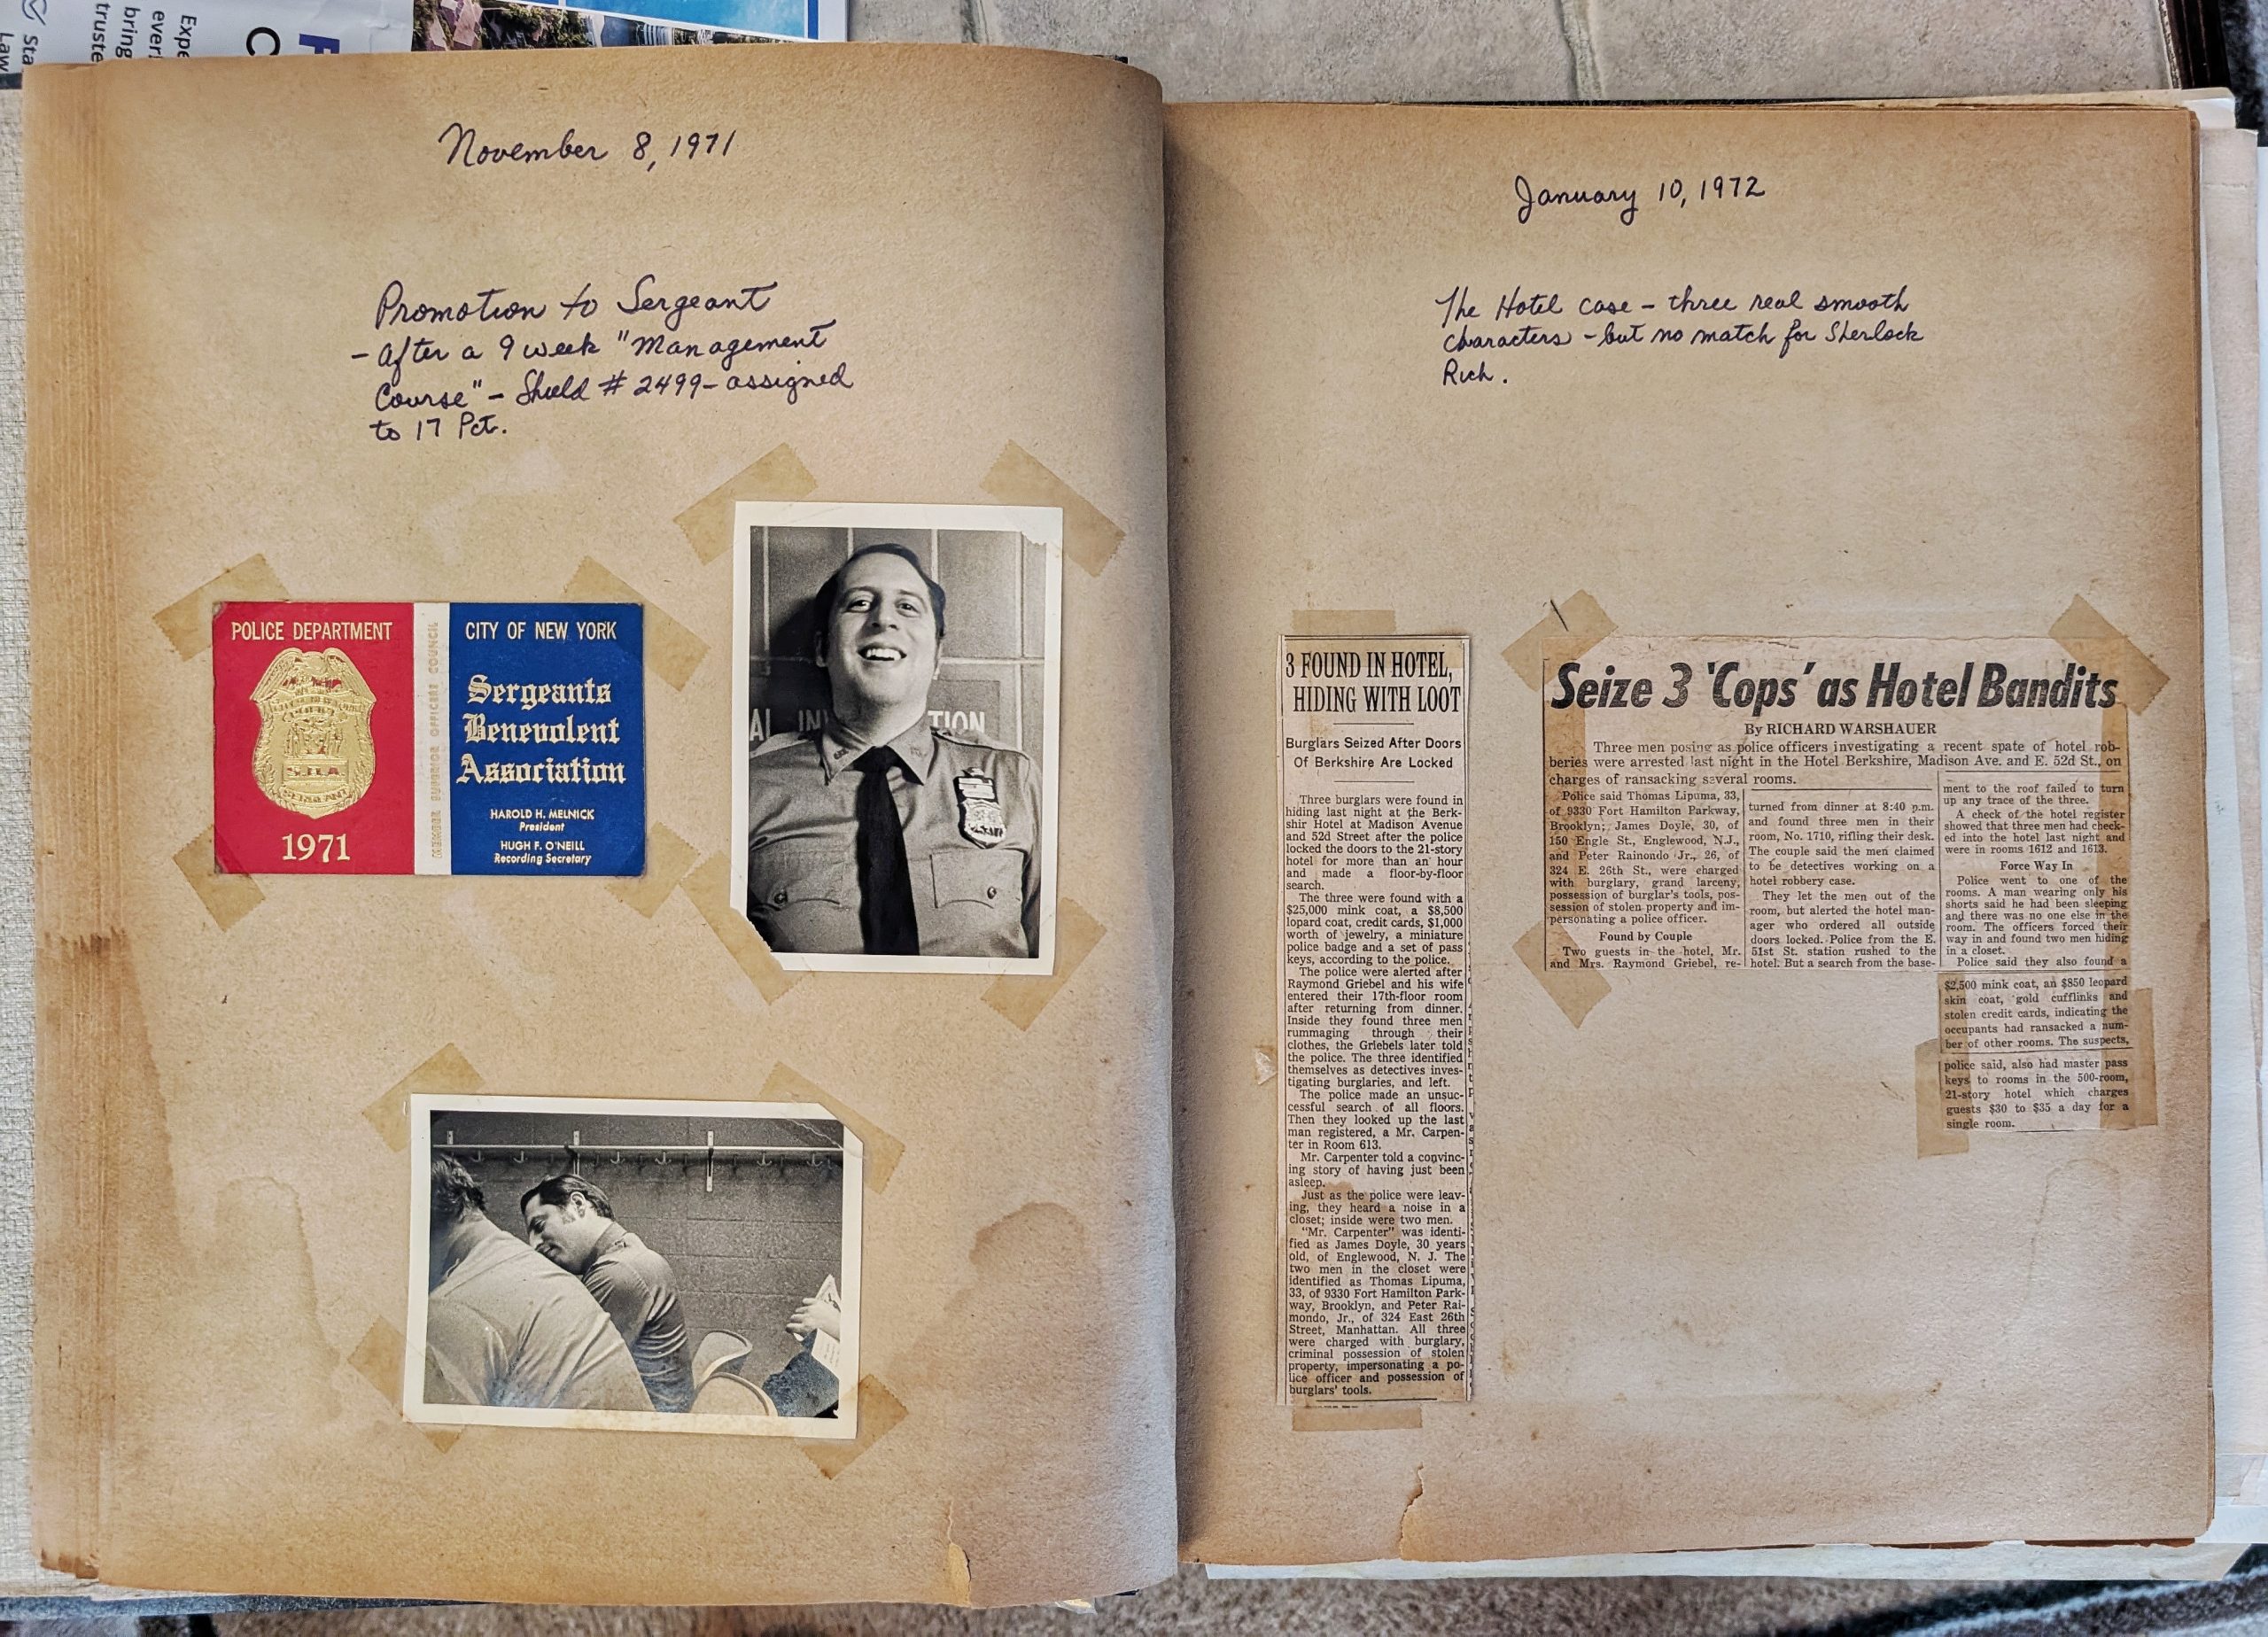 Expe
ever
bring
truste
Sta
Law
November 8, 1971
Promotion to Sergeant
- After a 9 week "Management
Course" - Shield # 2499 - assigned
to 17 Pct.
POLICE DEPARTMENT
S.B.A.
SERGEANT
1971
MEMBER SUPERIOR OFFICERS COUNCIL
CITY OF NEW YORK
Sergeants
Benevolent
Association
HAROLD H. MELNICK
President
HUGH F. O'NEILL
Recording Secretary
AL IN TION
January 10, 1972
The Hotel case - three real smooth
characters - but no match for Sherlock
Rich.
3 FOUND IN HOTEL,
HIDING WITH LOOT
Burglars Seized After Doors
Of Berkshire Are Locked
Three burglars were found in
hiding last night at the Berk-
shir Hotel at Madison Avenue
and 52d Street after the police
locked the doors to the 21-story
hotel for more than an hour
and made a floor-by-floor
search.
The three were found with a
$25,000 mink coat, a $8,500
lopard coat, credit cards, $1,000
worth of jewelry, a miniature
police badge and a set of pass
keys, according to the police.
The police were alerted after
Raymond Griebel and his wife
entered their 17th-floor room
after returning from dinner.
Inside they found three men
rummaging through their
clothes, the Griebels later told
the police. The three identified
themselves as detectives inves-
tigating burglaries, and left.
The police made an unsuc-
cessful search of all floors.
Then they looked up the last
man registered, a Mr. Carpen-
ter in Room 613.
Mr. Carpenter told a convinc-
ing story of having just been
asleep.
Just as the police were leav-
ing, they heard a noise in a
closet; inside were two men.
"Mr. Carpenter" was identi-
fied as James Doyle, 30 years
old, of Englewood, N. J. The
two men in the closet were
identified as Thomas Lipuma,
33, of 9330 Fort Hamilton Park-
way, Brooklyn, and Peter Rai-
mondo, Jr., of 324 East 26th
Street, Manhattan. All three
were charged with burglary,
criminal possession of stolen
property, impersonating a po-
lice officer and possession of
burglars' tools.
Seize 3 'Cops' as Hotel Bandits
By RICHARD WARSHAUER
Three men posing as police officers investigating a recent spate of hotel rob-
beries were arrested last night in the Hotel Berkshire, Madison Ave. and E. 52d St., on
charges of ransacking several rooms.
Police said Thomas Lipuma, 33,
of 9330 Fort Hamilton Parkway,
Brooklyn; James Doyle, 30, of
150 Engle St., Englewood, N.J.,
and Peter Rainondo Jr., 26, of
324 E. 26th St., were charged
with burglary, grand larceny,
possession of burglar's tools, pos-
session of stolen property and im-
personating a police officer.
Found by Couple
Two guests in the hotel, Mr.
and Mrs. Raymond Griebel, re-
turned from dinner at 8:40 p.m.
and found three men in their
room, No. 1710, rifling their desk.
The couple said the men claimed
to be detectives working on a
hotel robbery case.
They let the men out of the
room, but alerted the hotel man-
ager who ordered all outside
doors locked. Police from the E.
51st St. station rushed to the
hotel. But a search from the base-
ment to the roof failed to turn
up any trace of the three.
A check of the hotel register
showed that three men had check-
ed into the hotel last night and
were in rooms 1612 and 1613.
Force Way In
Police went to one of the
rooms. A man wearing only his
shorts said he had been sleeping
and there was no one else in the
room. The officers forced their
way in and found two men hiding
in a closet.
Police said they also found a
$2,500 mink coat, an $850 leopard
skin coat, gold cufflinks and
stolen credit cards, indicating the
occupants had ransacked a num-
ber of other rooms. The suspects,
police said, also had master pass
keys to rooms in the 500-room,
21-story hotel which charges
guests $30 to $35 a day for a
single room.